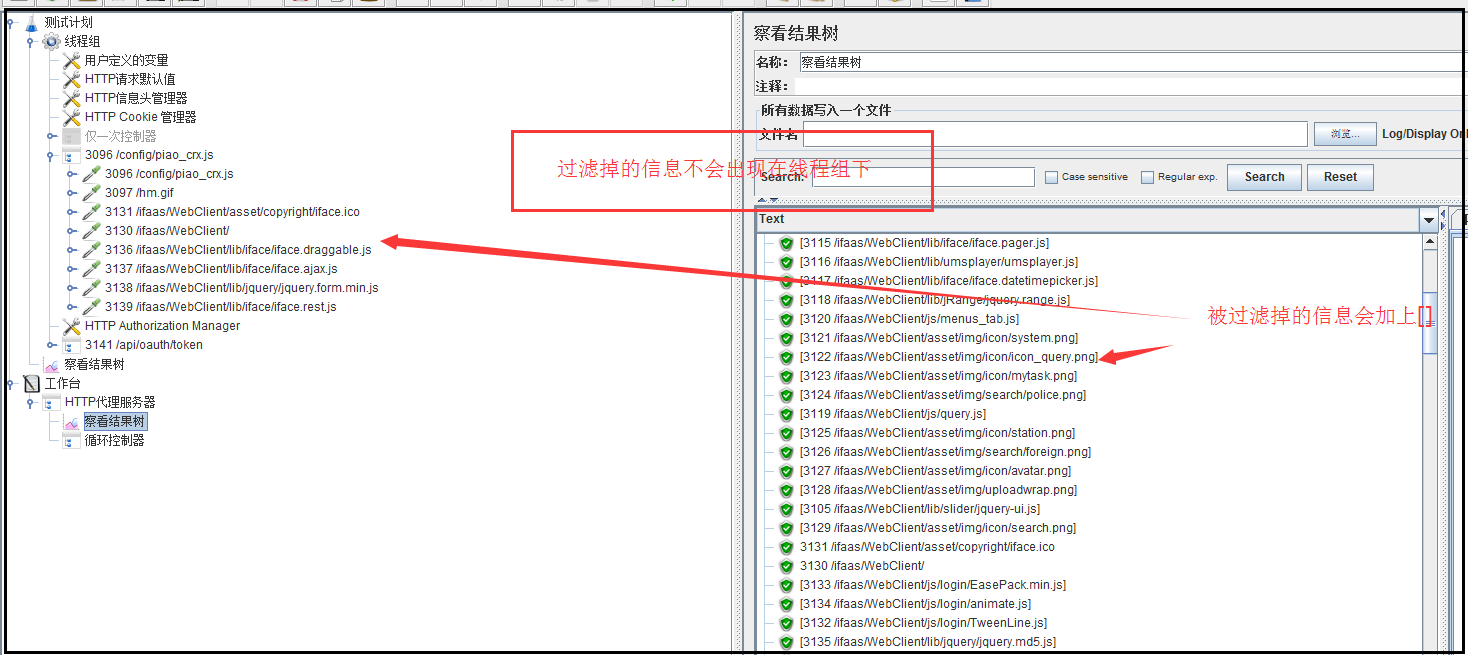 测试计划
线程组
用户定义的变量
HTTP请求默认值
HTTP信息头管理器
HTTP Cookie 管理器
仅一次控制器
3096 /config/piao_crx.js
3096 /config/piao_crx.js
3097 /hm.gif
3131 /ifaas/WebClient/asset/copyright/iface.ico
3130 /ifaas/WebClient/
3136 /ifaas/WebClient/lib/iface/iface.draggable.js
3137 /ifaas/WebClient/lib/iface/iface.ajax.js
3138 /ifaas/WebClient/lib/jquery/jquery.form.min.js
3139 /ifaas/WebClient/lib/iface/iface.rest.js
HTTP Authorization Manager
3141 /api/oauth/token
察看结果树
工作台
HTTP代理服务器
察看结果树
循环控制器
过滤掉的信息不会出现在线程组下
察看结果树
名称： 察看结果树
注释：
所有数据写入一个文件
文件名 浏览... Log/Display Onl
Search: Case sensitive Regular exp. Search Reset
Text
[3115 /ifaas/WebClient/lib/iface/iface.pager.js]
[3116 /ifaas/WebClient/lib/umsplayer/umsplayer.js]
[3117 /ifaas/WebClient/lib/iface/iface.datetimepicker.js]
[3118 /ifaas/WebClient/lib/jRange/jquery.range.js]
[3120 /ifaas/WebClient/js/menus_tab.js]
[3121 /ifaas/WebClient/asset/img/icon/system.png]
[3122 /ifaas/WebClient/asset/img/icon/icon_query.png]
[3123 /ifaas/WebClient/asset/img/icon/mytask.png]
[3124 /ifaas/WebClient/asset/img/search/police.png]
[3119 /ifaas/WebClient/js/query.js]
[3125 /ifaas/WebClient/asset/img/icon/station.png]
[3126 /ifaas/WebClient/asset/img/search/foreign.png]
[3127 /ifaas/WebClient/asset/img/icon/avatar.png]
[3128 /ifaas/WebClient/asset/img/uploadwrap.png]
[3105 /ifaas/WebClient/lib/slider/jquery-ui.js]
[3129 /ifaas/WebClient/asset/img/icon/search.png]
3131 /ifaas/WebClient/asset/copyright/iface.ico
3130 /ifaas/WebClient/
[3133 /ifaas/WebClient/js/login/EasePack.min.js]
[3134 /ifaas/WebClient/js/login/animate.js]
[3132 /ifaas/WebClient/js/login/TweenLine.js]
[3135 /ifaas/WebClient/lib/jquery/jquery.md5.js]
被过滤掉的信息会加上[]